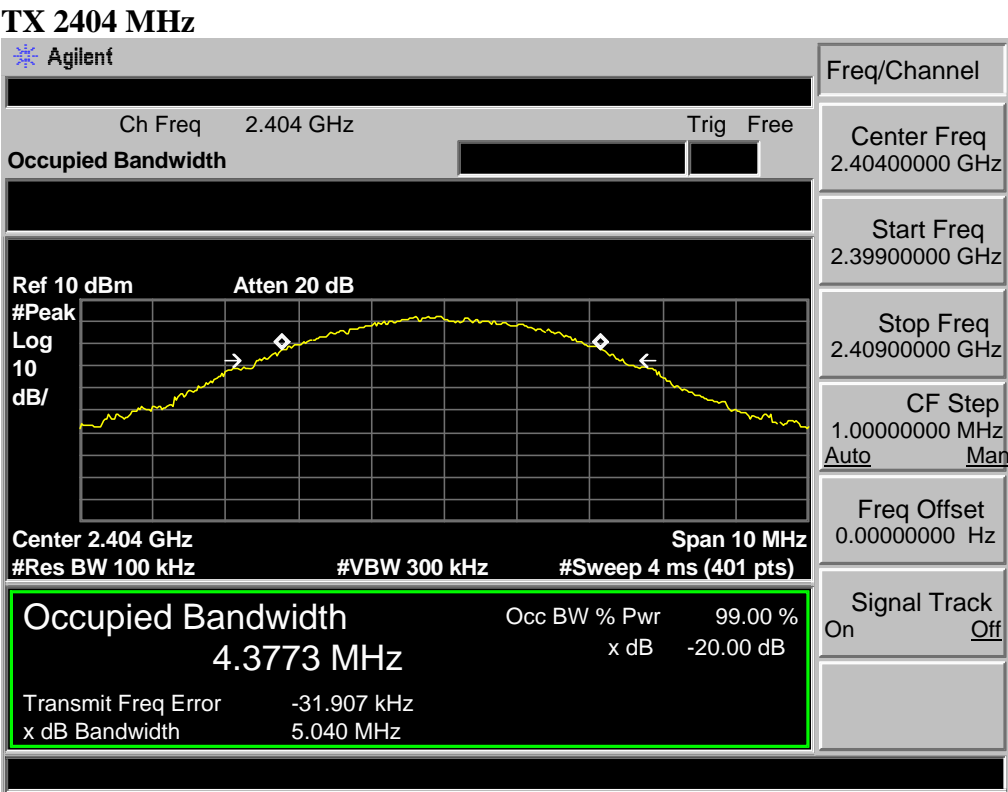 TX 2404 MHz
Agilent
Freq/Channel
Ch Freq 2.404 GHz Trig Free
Occupied Bandwidth
Center Freq
2.40400000 GHz
Start Freq
2.39900000 GHz
Ref 10 dBm Atten 20 dB
#Peak
Log
10
dB/
Stop Freq
2.40900000 GHz
CF Step
1.00000000 MHz
Auto Man
Freq Offset
0.00000000 Hz
Center 2.404 GHz Span 10 MHz
#Res BW 100 kHz #VBW 300 kHz #Sweep 4 ms (401 pts)
Signal Track
On Off
Occupied Bandwidth Occ BW % Pwr 99.00 %
4.3773 MHz x dB -20.00 dB
Transmit Freq Error -31.907 kHz
x dB Bandwidth 5.040 MHz